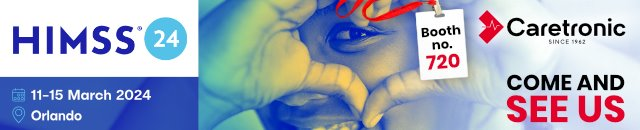 HIMSS® 24
11-15 March 2024
Orlando
Booth
no.
720
Caretronic
SINCE 1962
COME AND
SEE US